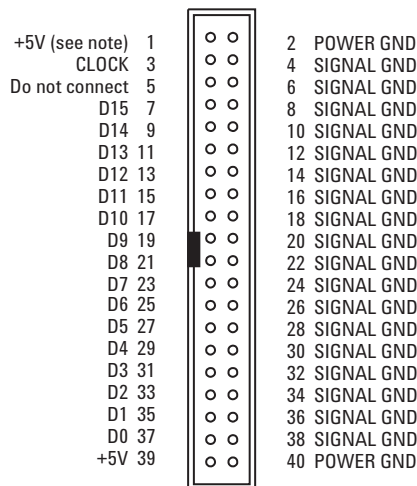 +5V (see note) 1 2 POWER GND
CLOCK 3 4 SIGNAL GND
Do not connect 5 6 SIGNAL GND
D15 7 8 SIGNAL GND
D14 9 10 SIGNAL GND
D13 11 12 SIGNAL GND
D12 13 14 SIGNAL GND
D11 15 16 SIGNAL GND
D10 17 18 SIGNAL GND
D9 19 20 SIGNAL GND
D8 21 22 SIGNAL GND
D7 23 24 SIGNAL GND
D6 25 26 SIGNAL GND
D5 27 28 SIGNAL GND
D4 29 30 SIGNAL GND
D3 31 32 SIGNAL GND
D2 33 34 SIGNAL GND
D1 35 36 SIGNAL GND
D0 37 38 SIGNAL GND
+5V 39 40 POWER GND